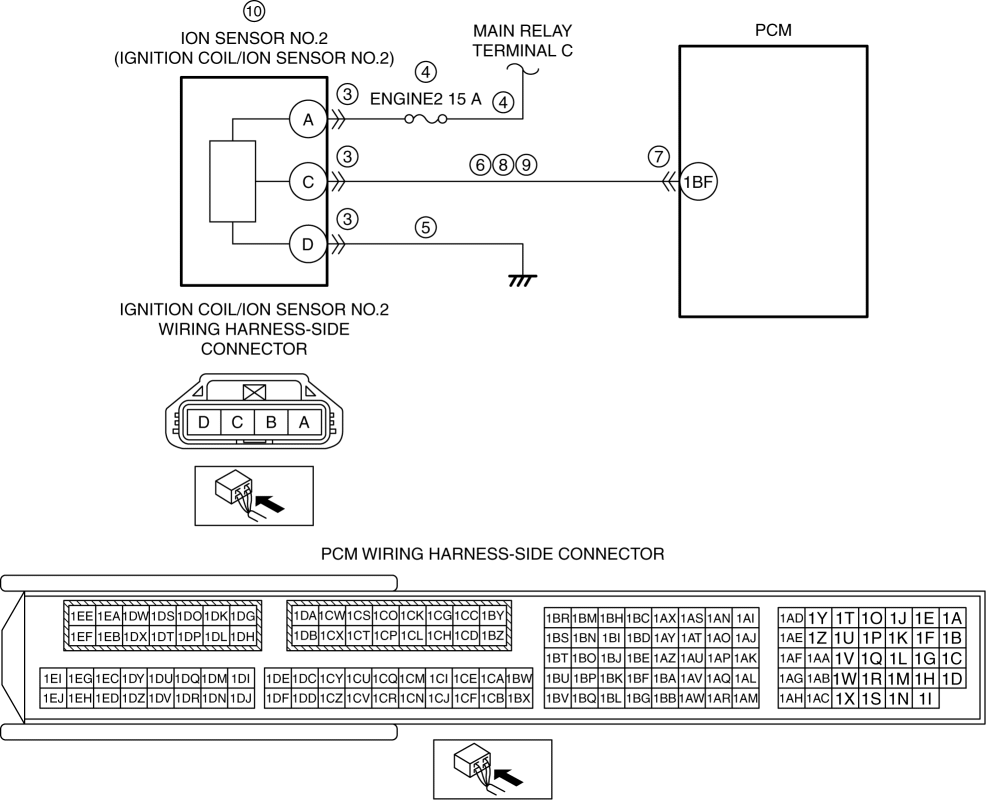 ⑩
ION SENSOR NO.2
(IGNITION COIL/ION SENSOR NO.2)
MAIN RELAY
TERMINAL C
PCM
④
③ ENGINE2 15 A ④
A
③ ⑥⑧⑨ ⑦
C 1BF
③ ⑤
D
IGNITION COIL/ION SENSOR NO.2
WIRING HARNESS-SIDE
CONNECTOR
D C B A
PCM WIRING HARNESS-SIDE CONNECTOR
1EE 1EA 1DW 1DS 1DO 1DK 1DG 1DA 1CW 1CS 1CO 1CK 1CG 1CC 1BY 1BR 1BM 1BH 1BC 1AX 1AS 1AN 1AI 1AD 1Y 1T 1O 1J 1E 1A
1EF 1EB 1DX 1DT 1DP 1DL 1DH 1DB 1CX 1CT 1CP 1CL 1CH 1CD 1BZ 1BS 1BN 1BI 1BD 1AY 1AT 1AO 1AJ 1AE 1Z 1U 1P 1K 1F 1B
1BT 1BO 1BJ 1BE 1AZ 1AU 1AP 1AK 1AF 1AA 1V 1Q 1L 1G 1C
1EI 1EG 1EC 1DY 1DU 1DQ 1DM 1DI 1DE 1DC 1CY 1CU 1CQ 1CM 1CI 1CE 1CA 1BW 1BU 1BP 1BK 1BF 1BA 1AV 1AQ 1AL 1AG 1AB 1W 1R 1M 1H 1D
1EJ 1EH 1ED 1DZ 1DV 1DR 1DN 1DJ 1DF 1DD 1CZ 1CV 1CR 1CN 1CJ 1CF 1CB 1BX 1BV 1BQ 1BL 1BG 1BB 1AW 1AR 1AM 1AH 1AC 1X 1S 1N 1I